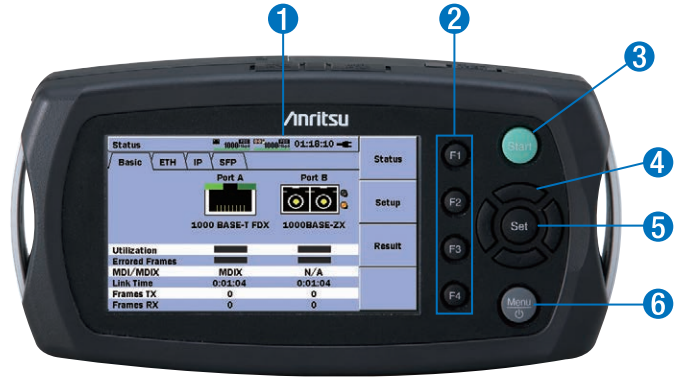 1
2
3
4
5
6
Anritsu
Status 01:18:10
Basic ETH IP SFP
Port A Port B
1000 BASE-T FDX 1000BASE-ZX
Utilization
Errored Frames
MDI/MDIX MDIX N/A
Link Time 0:01:04 0:01:04
Frames TX 0 0
Frames RX 0 0
Status
Setup
Result
F1
F2
F3
F4
Start
Set
Menu